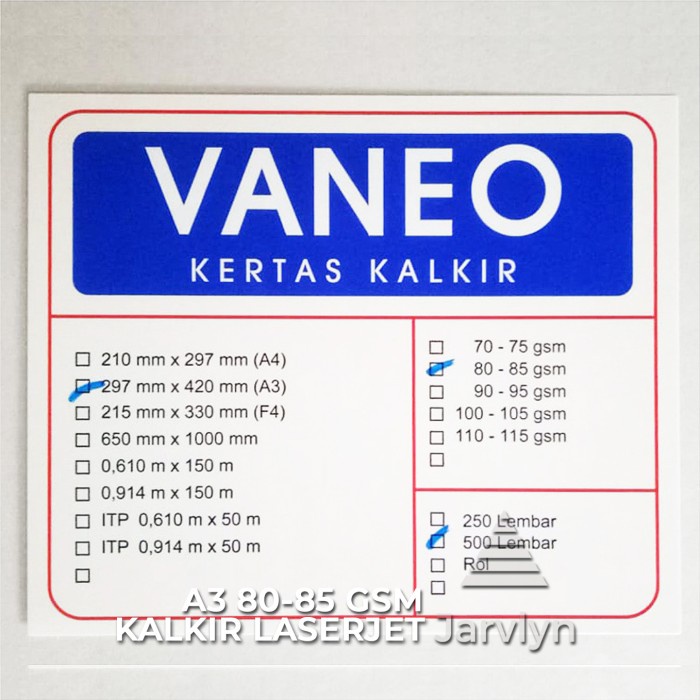 VANEO
KERTAS KALKIR
210 mm x 297 mm (A4)
297 mm x 420 mm (A3)
215 mm x 330 mm (F4)
650 mm x 1000 mm
0,610 m x 150 m
0,914 m x 150 m
ITP 0,610 m x 50 m
ITP 0,914 m x 50 m
70 - 75 gsm
80 - 85 gsm
90 - 95 gsm
100 - 105 gsm
110 - 115 gsm
250 Lembar
500 Lembar
Rol
A3 80-85 GSM
KALKIR LASERJET Jarvlyn